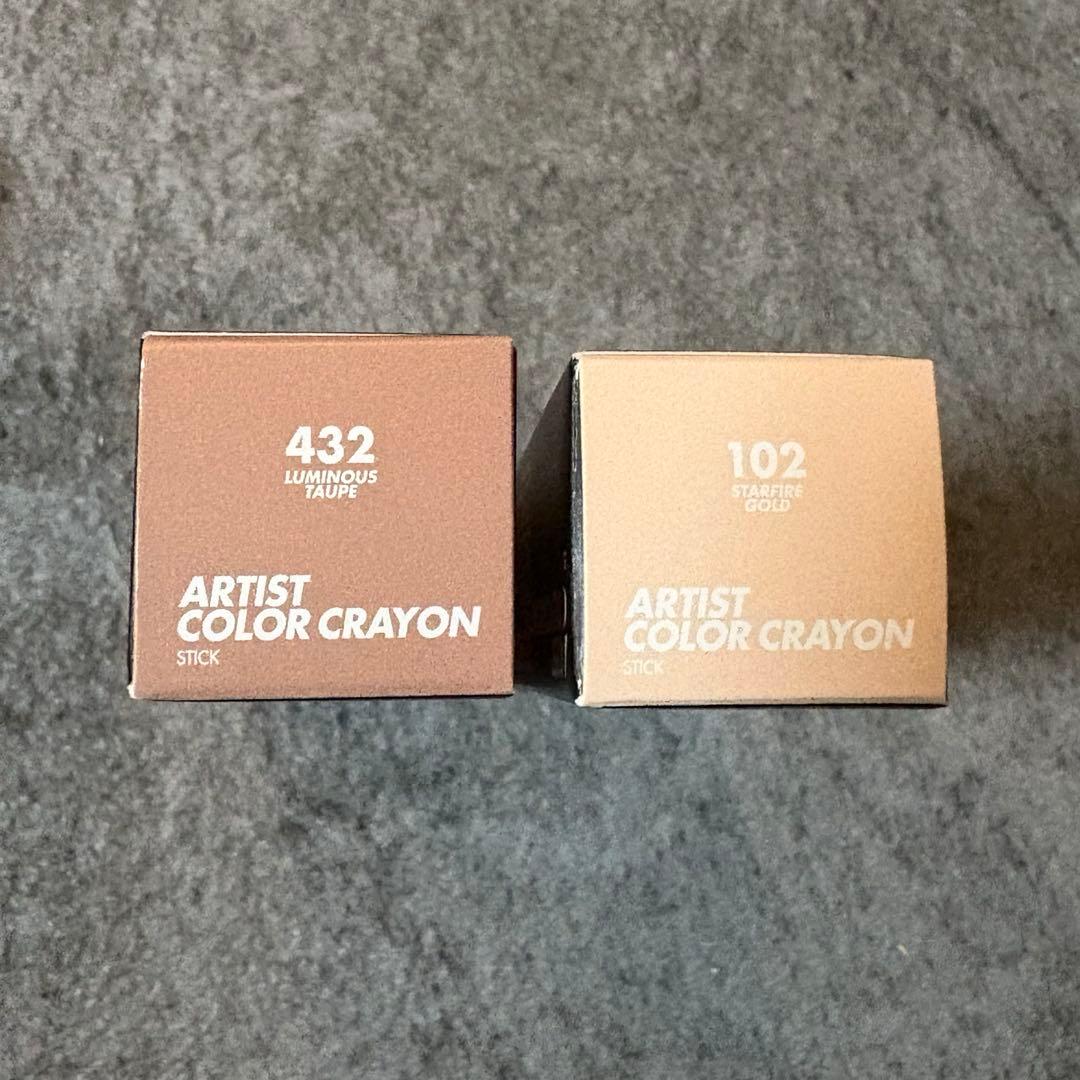 432
LUMINOUS
TAUPE
ARTIST
COLOR CRAYON
STICK
102
STARFIRE
GOLD
ARTIST
COLOR CRAYON
STICK